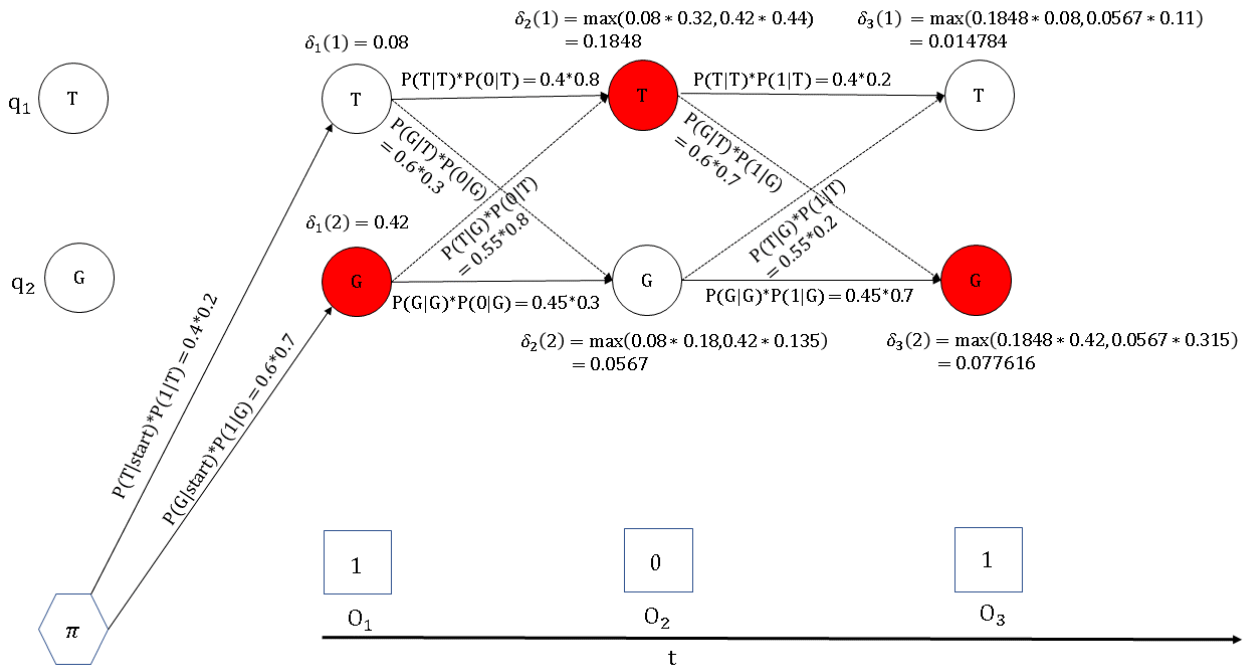 δ₂(1) = max(0.08 ∗ 0.32, 0.42 ∗ 0.44)
= 0.1848
δ₃(1) = max(0.1848 ∗ 0.08, 0.0567 ∗ 0.11)
= 0.014784
δ₁(1) = 0.08
q₁
T
T
P(T|T)*P(0|T) = 0.4*0.8
T
P(T|T)*P(1|T) = 0.4*0.2
T
P(G|T)*P(0|G)
= 0.6*0.3
P(T|G)*P(0|T)
= 0.55*0.8
P(G|T)*P(1|G)
= 0.6*0.7
P(T|G)*P(1|T)
= 0.55*0.2
δ₁(2) = 0.42
q₂
G
G
P(G|G)*P(0|G) = 0.45*0.3
G
P(G|G)*P(1|G) = 0.45*0.7
G
δ₂(2) = max(0.08 ∗ 0.18, 0.42 ∗ 0.135)
= 0.0567
δ₃(2) = max(0.1848 ∗ 0.42, 0.0567 ∗ 0.315)
= 0.077616
P(T|start)*P(1|T) = 0.4*0.2
P(G|start)*P(1|G) = 0.6*0.7
1
0
1
O₁
O₂
O₃
π
t